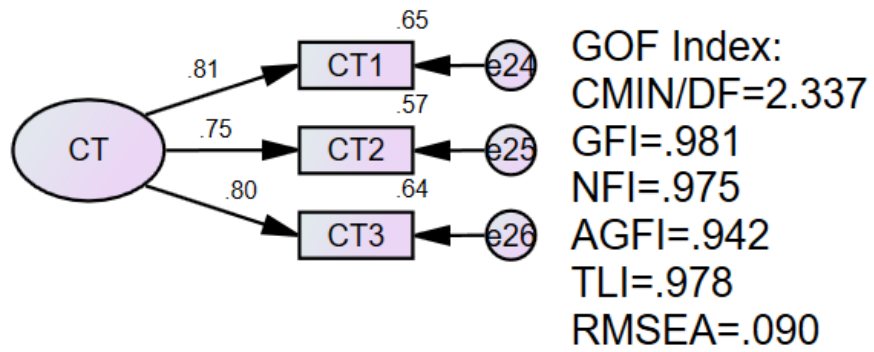 .65
.81
CT1
e24
.57
CT
.75
CT2
e25
.64
.80
CT3
e26
GOF Index:
CMIN/DF=2.337
GFI=.981
NFI=.975
AGFI=.942
TLI=.978
RMSEA=.090